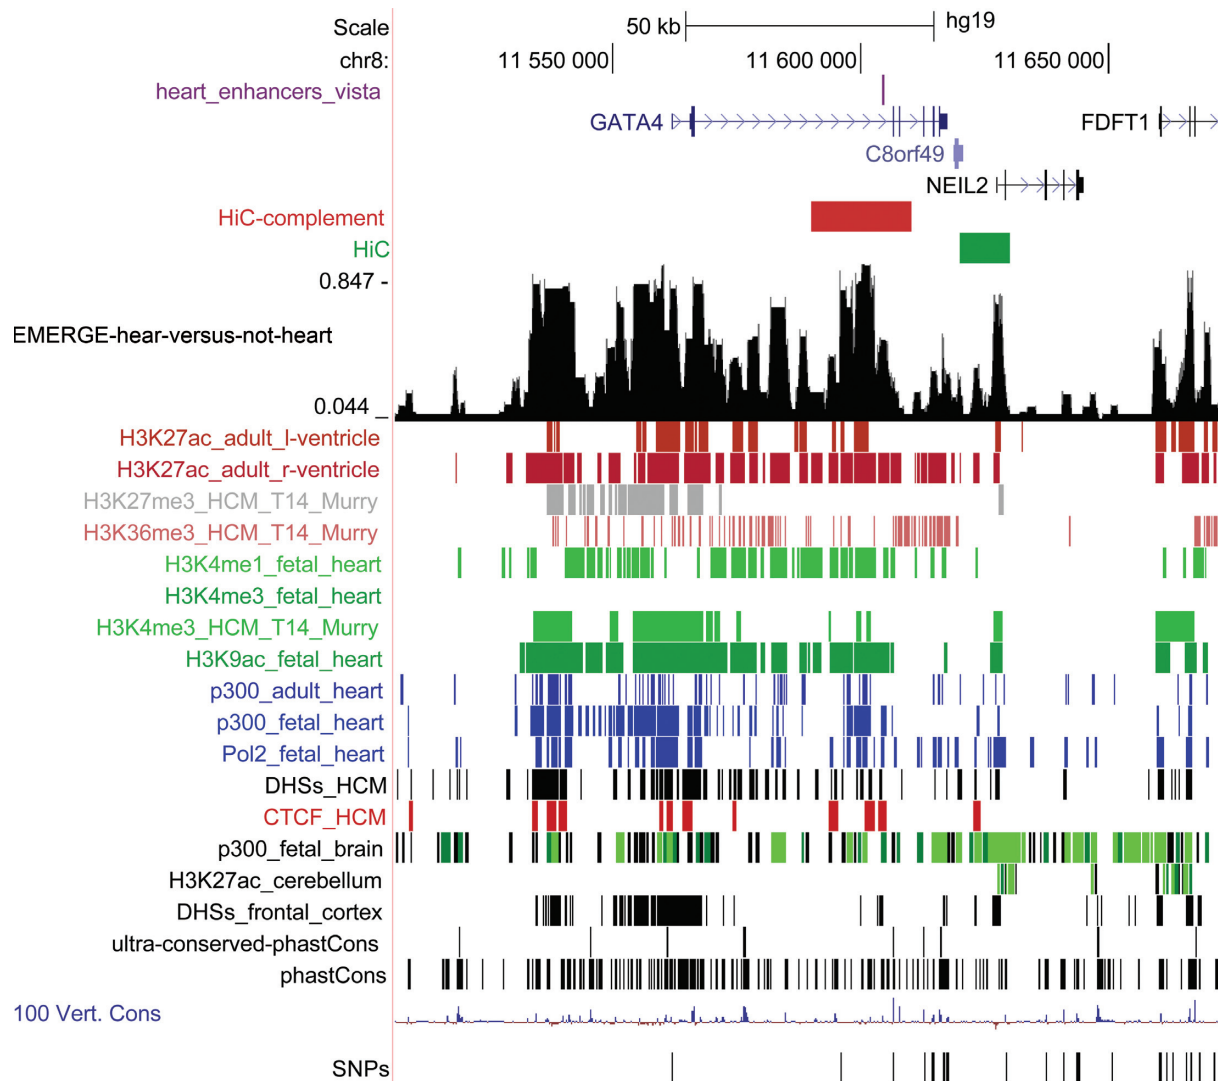 Scale 50 kb hg19
chr8: 11 550 000 11 600 000 11 650 000
heart_enhancers_vista
GATA4 FDFT1
C8orf49
NEIL2
HiC-complement
HiC
0.847 -
EMERGE-hear-versus-not-heart
0.044 _
H3K27ac_adult_l-ventricle
H3K27ac_adult_r-ventricle
H3K27me3_HCM_T14_Murry
H3K36me3_HCM_T14_Murry
H3K4me1_fetal_heart
H3K4me3_fetal_heart
H3K4me3_HCM_T14_Murry
H3K9ac_fetal_heart
p300_adult_heart
p300_fetal_heart
Pol2_fetal_heart
DHSs_HCM
CTCF_HCM
p300_fetal_brain
H3K27ac_cerebellum
DHSs_frontal_cortex
ultra-conserved-phastCons
phastCons
100 Vert. Cons
SNPs